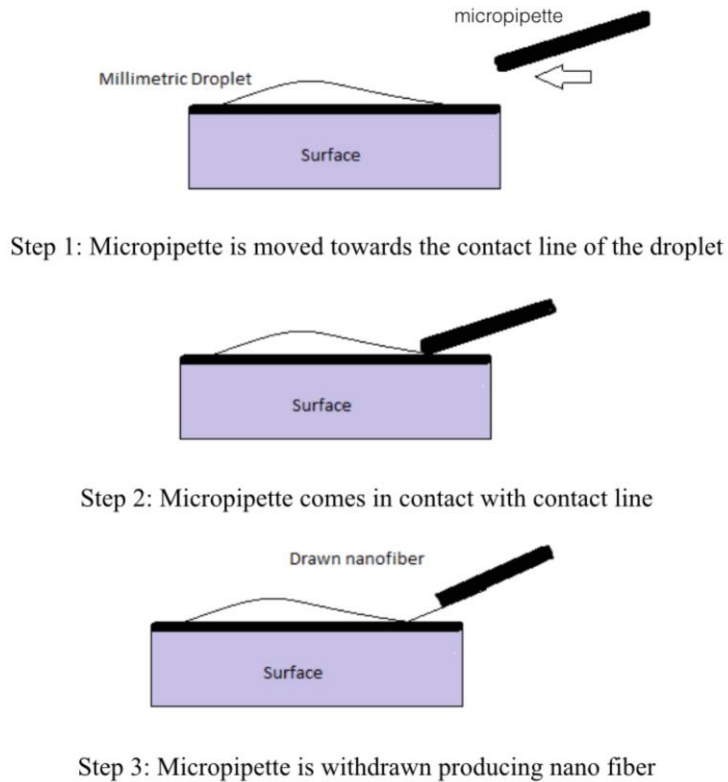 micropipette
Millimetric Droplet
Surface
Step 1: Micropipette is moved towards the contact line of the droplet
Surface
Step 2: Micropipette comes in contact with contact line
Drawn nanofiber
Surface
Step 3: Micropipette is withdrawn producing nano fiber